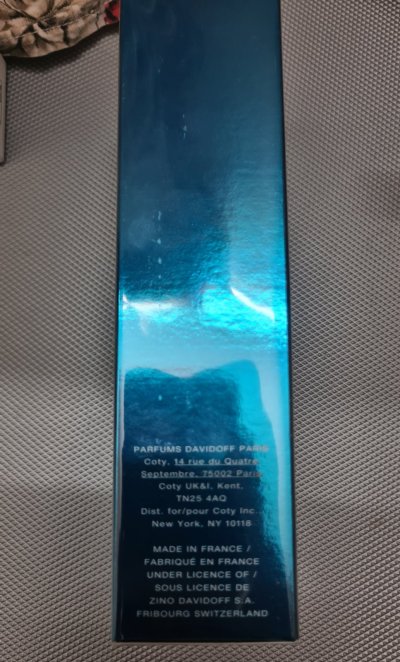 PARFUMS DAVIDOFF PARIS
Coty, 14 rue du Quatre
Septembre, 75002 Paris
Coty UK&I, Kent,
TN25 4AQ
Dist. for/pour Coty Inc.,
New York, NY 10118
MADE IN FRANCE /
FABRIQUÉ EN FRANCE
UNDER LICENCE OF /
SOUS LICENCE DE
ZINO DAVIDOFF S.A.
FRIBOURG SWITZERLAND